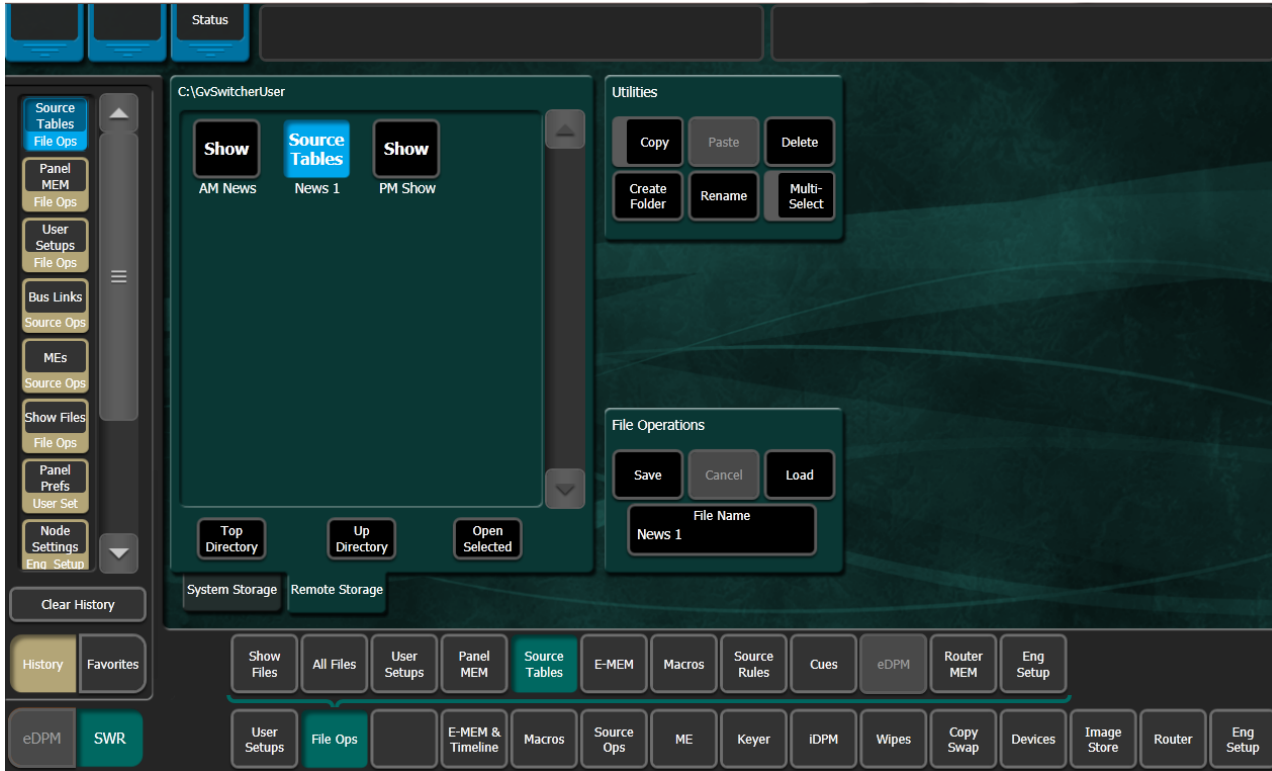 Status
Source
Tables
File Ops
Panel
MEM
File Ops
User
Setups
File Ops
Bus Links
Source Ops
MEs
Source Ops
Show Files
File Ops
Panel
Prefs
User Set
Node
Settings
Eng Setup
Clear History
History Favorites
eDPM SWR
C:\GvSwitcherUser
Show
AM News
Source
Tables
News 1
Show
PM Show
Top
Directory
Up
Directory
Open
Selected
System Storage Remote Storage
Utilities
Copy Paste Delete
Create
Folder
Rename
Multi-
Select
File Operations
Save Cancel Load
File Name
News 1
Show
Files
All Files
User
Setups
Panel
MEM
Source
Tables
E-MEM
Macros
Source
Rules
Cues
eDPM
Router
MEM
Eng
Setup
User
Setups
File Ops
E-MEM &
Timeline
Macros
Source
Ops
ME
Keyer
iDPM
Wipes
Copy
Swap
Devices
Image
Store
Router
Eng
Setup